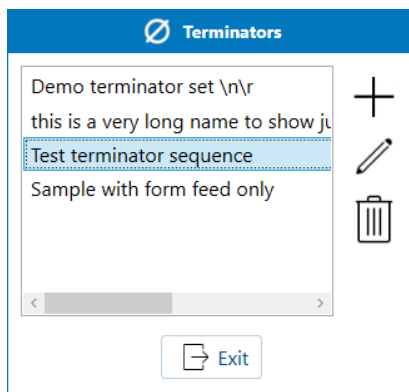 Terminators
Demo terminator set \n\r
this is a very long name to show
Test terminator sequence
Sample with form feed only
Exit